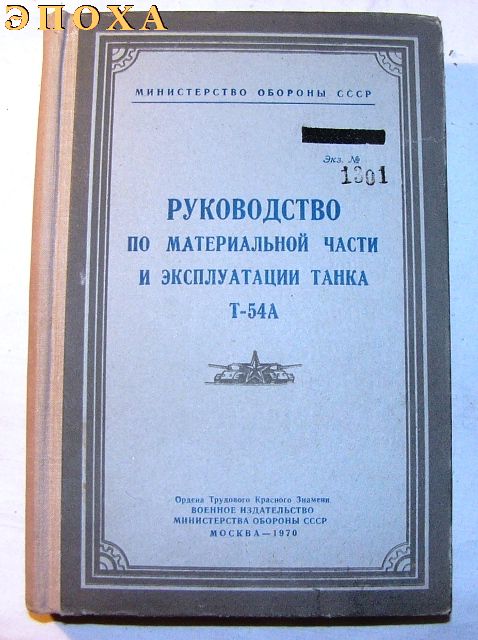 ЭПОХА
МИНИСТЕРСТВО ОБОРОНЫ СССР
Экз. №
1301
РУКОВОДСТВО
ПО МАТЕРИАЛЬНОЙ ЧАСТИ
И ЭКСПЛУАТАЦИИ ТАНКА
Т-54А
Ордена Трудового Красного Знамени
ВОЕННОЕ ИЗДАТЕЛЬСТВО
МИНИСТЕРСТВА ОБОРОНЫ СССР
МОСКВА—1970